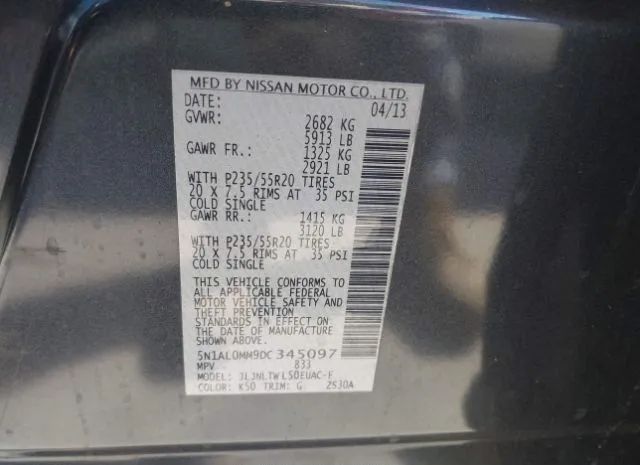 MFD BY NISSAN MOTOR CO., LTD.
DATE: 04/13
GVWR: 2682 KG
5913 LB
GAWR FR.: 1325 KG
2921 LB
WITH P235/55R20 TIRES
20 X 7.5 RIMS AT 35 PSI
COLD SINGLE
GAWR RR.: 1415 KG
3120 LB
WITH P235/55R20 TIRES
20 X 7.5 RIMS AT 35 PSI
COLD SINGLE
THIS VEHICLE CONFORMS TO
ALL APPLICABLE FEDERAL
MOTOR VEHICLE SAFETY AND
THEFT PREVENTION
STANDARDS IN EFFECT ON
THE DATE OF MANUFACTURE
SHOWN ABOVE.
5N1AL0MM9DC345097
MPV 833
MODEL: JLJNLTWL50EUAC-F
COLOR: K50 TRIM: G 2S30A